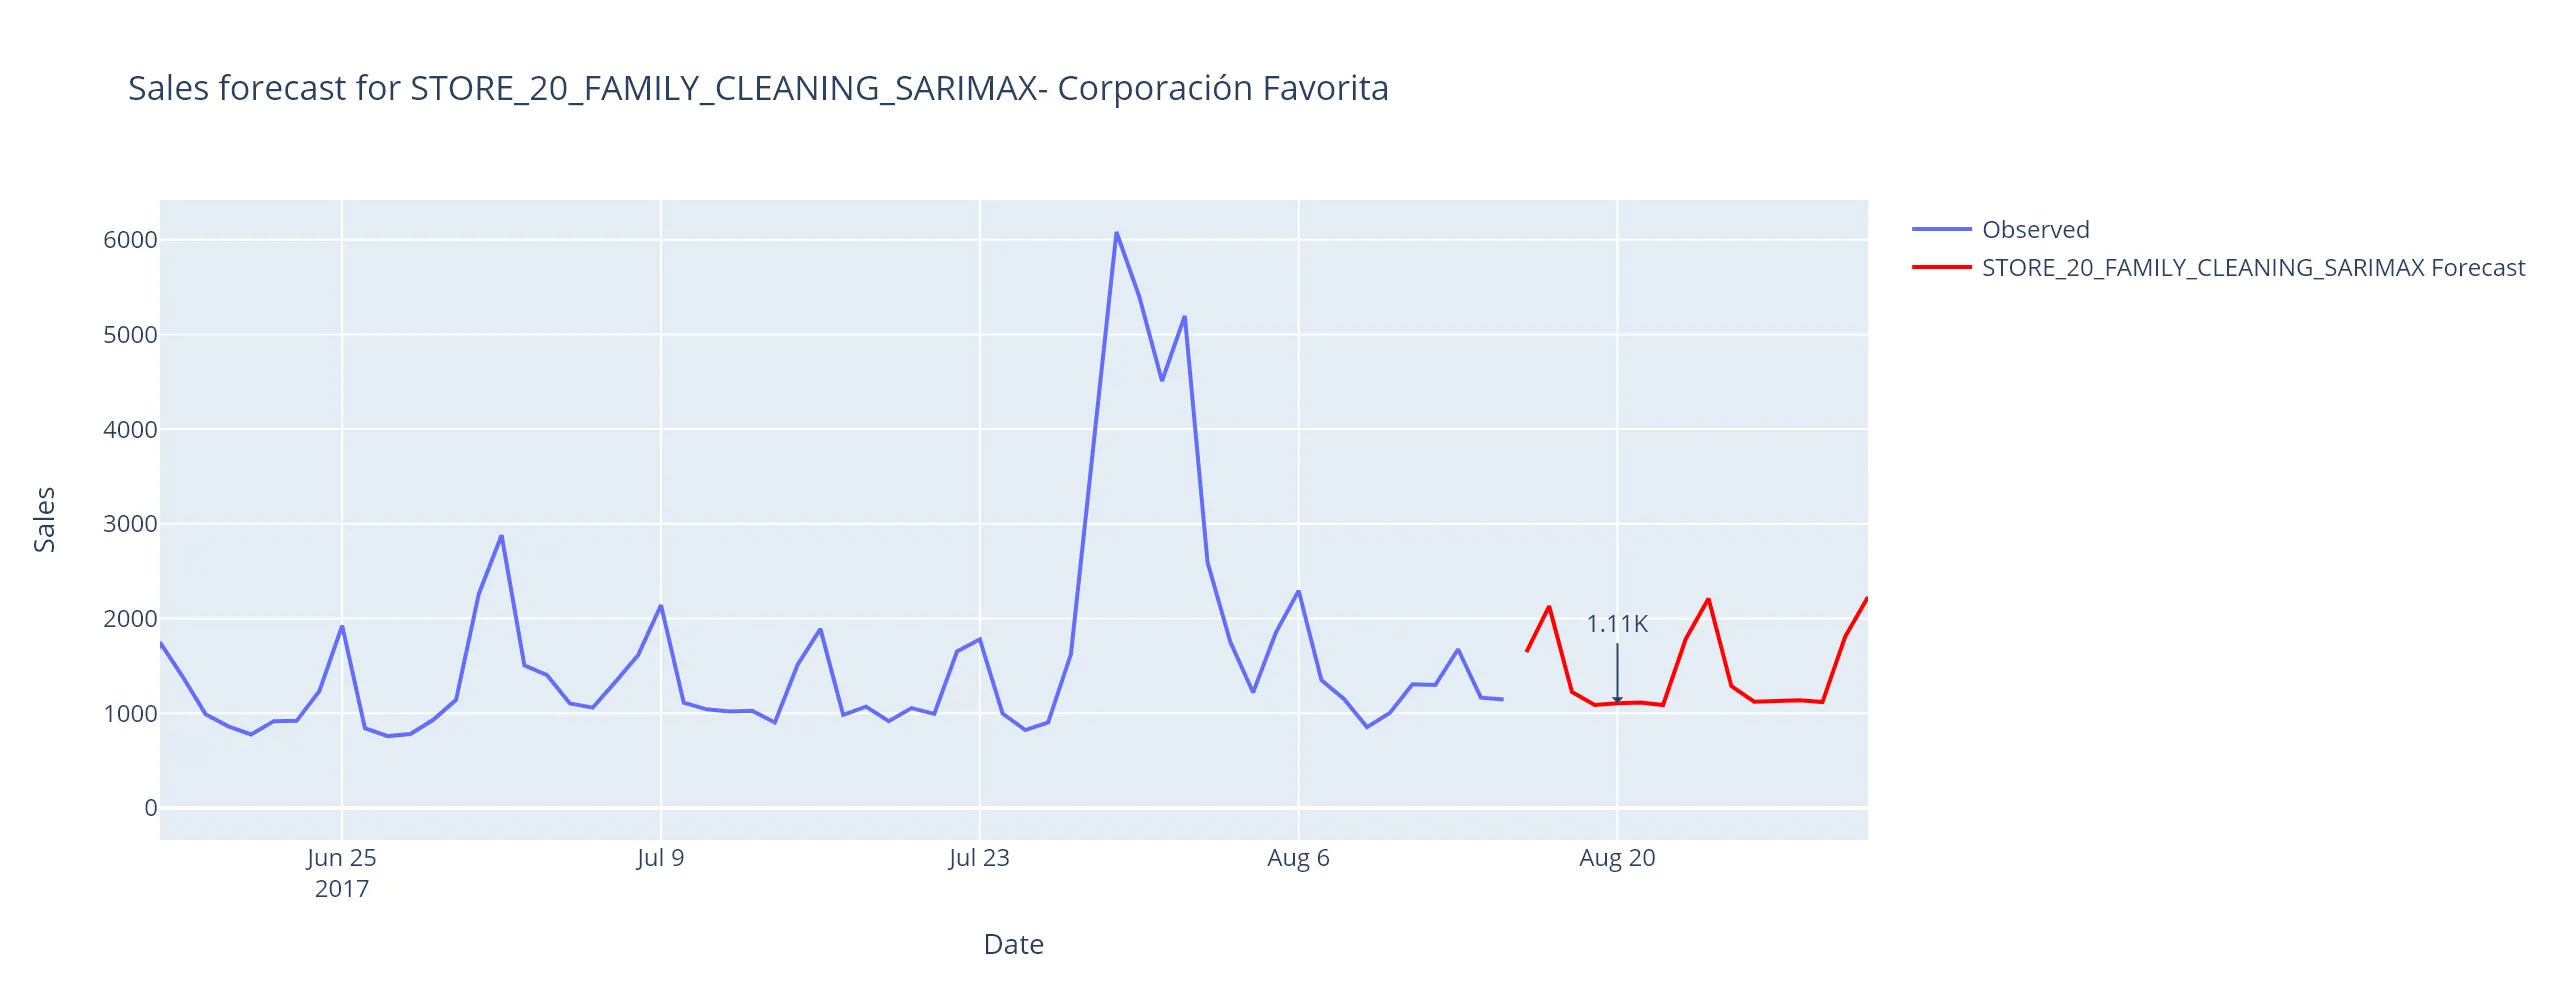 Sales forecast for STORE_20_FAMILY_CLEANING_SARIMAX- Corporación Favorita
Observed
STORE_20_FAMILY_CLEANING_SARIMAX Forecast
6000
5000
4000
3000
2000
1000
0
Sales
1.11K
Jun 25
2017
Jul 9
Jul 23
Aug 6
Aug 20
Date